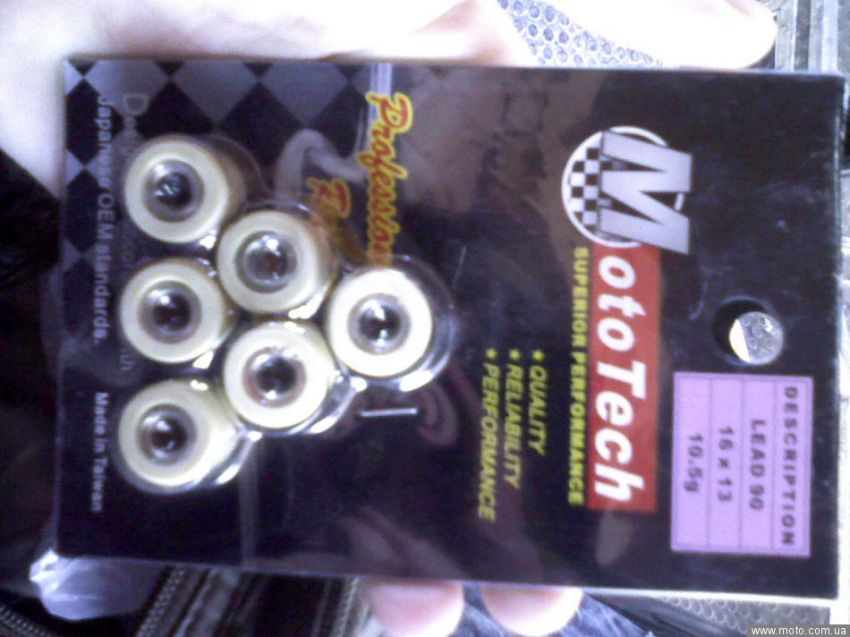 MotoTech
SUPERIOR PERFORMANCE
DESCRIPTION
LEAD 90
16 x 13
10.5g
• QUALITY
• RELIABILITY
• PERFORMANCE
Professional
Japanese OEM standards.
Made in Taiwan
www.moto.com.ua